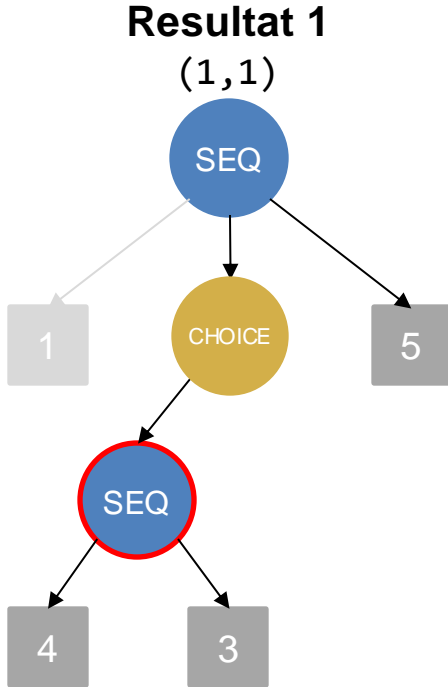 Resultat 1
(1,1)
SEQ
1
CHOICE
5
SEQ
4
3